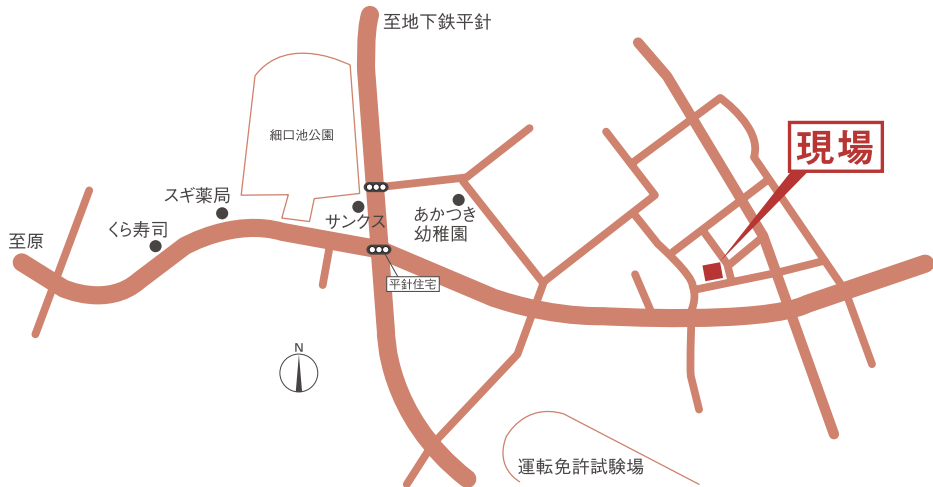 至地下鉄平針
細口池公園
現場
スギ薬局
サンクス
あかつき
幼稚園
くら寿司
至原
平針住宅
N
運転免許試験場